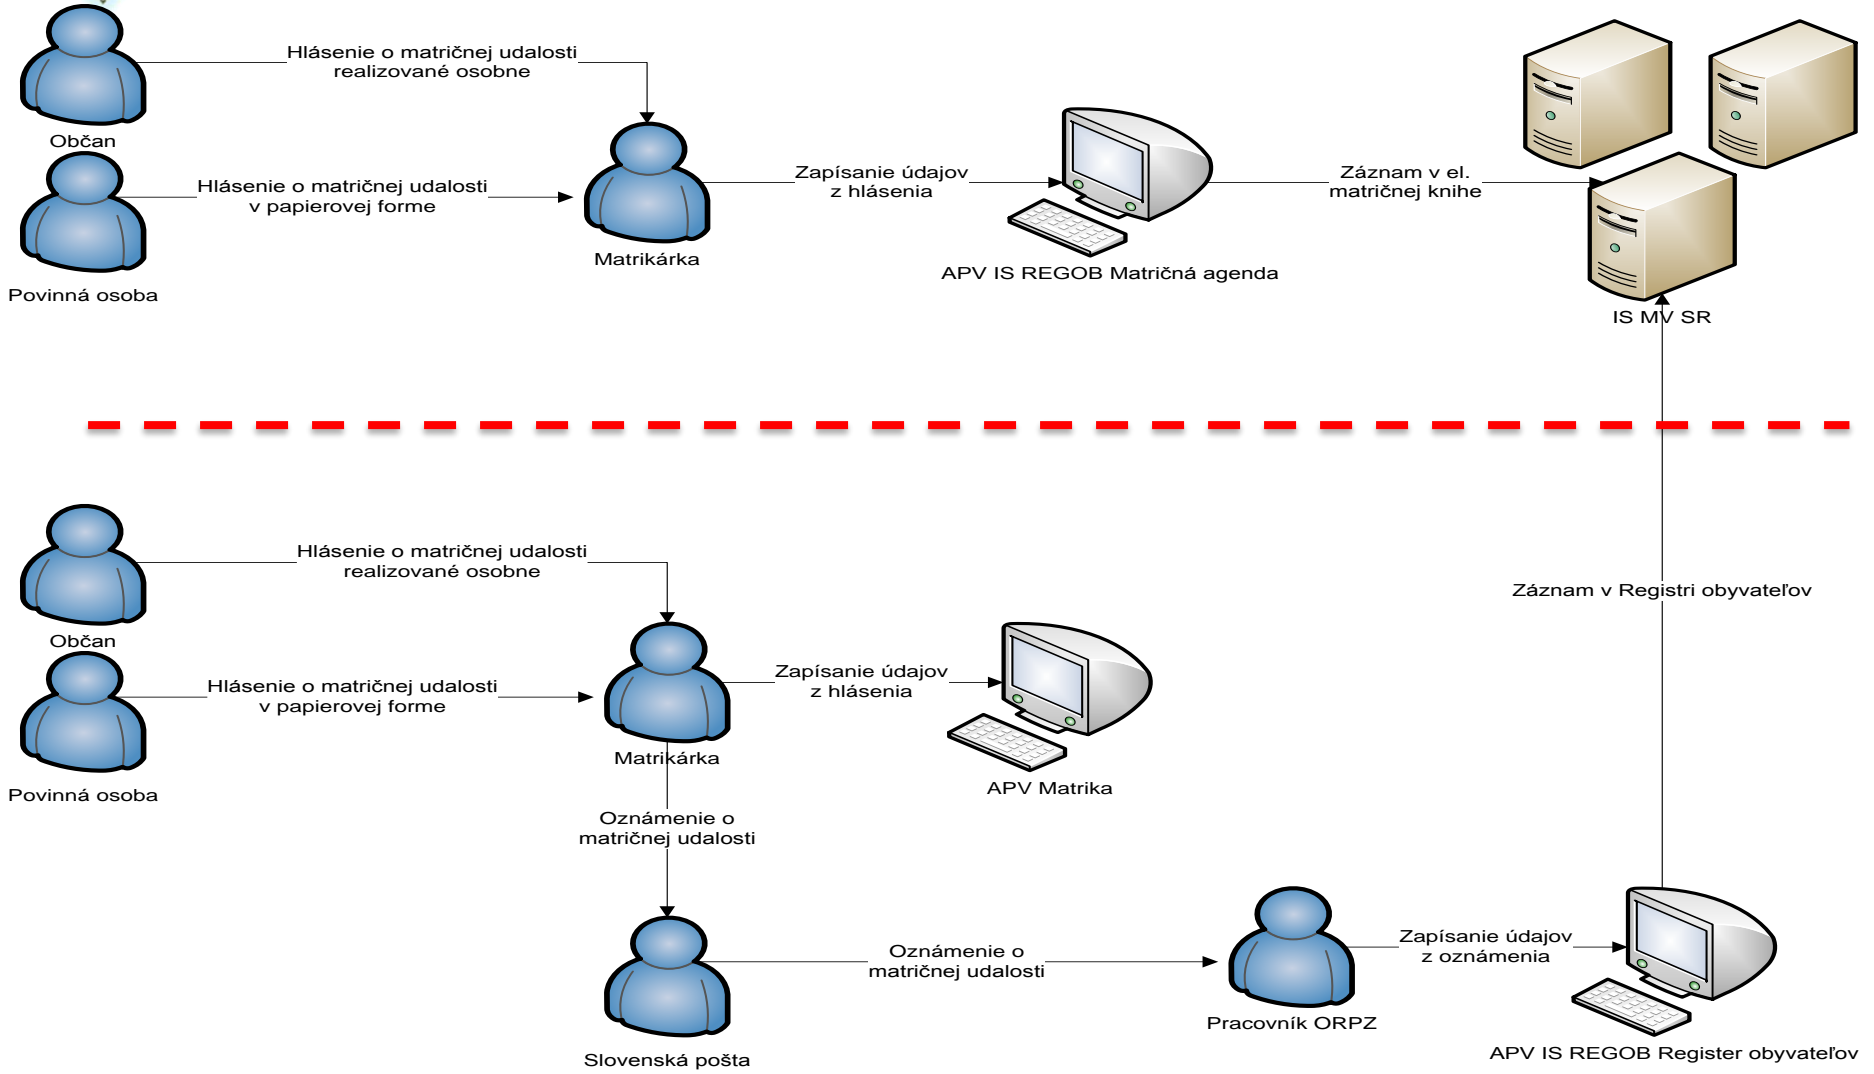 Hlásenie o matričnej udalosti
realizované osobne
Občan
Hlásenie o matričnej udalosti
v papierovej forme
Povinná osoba
Matrikárka
Zapísanie údajov
z hlásenia
APV IS REGOB Matričná agenda
Záznam v el.
matričnej knihe
IS MV SR
Hlásenie o matričnej udalosti
realizované osobne
Občan
Hlásenie o matričnej udalosti
v papierovej forme
Povinná osoba
Matrikárka
Zapísanie údajov
z hlásenia
APV Matrika
Záznam v Registri obyvateľov
Oznámenie o
matričnej udalosti
Slovenská pošta
Oznámenie o
matričnej udalosti
Pracovník ORPZ
Zapísanie údajov
z oznámenia
APV IS REGOB Register obyvateľov